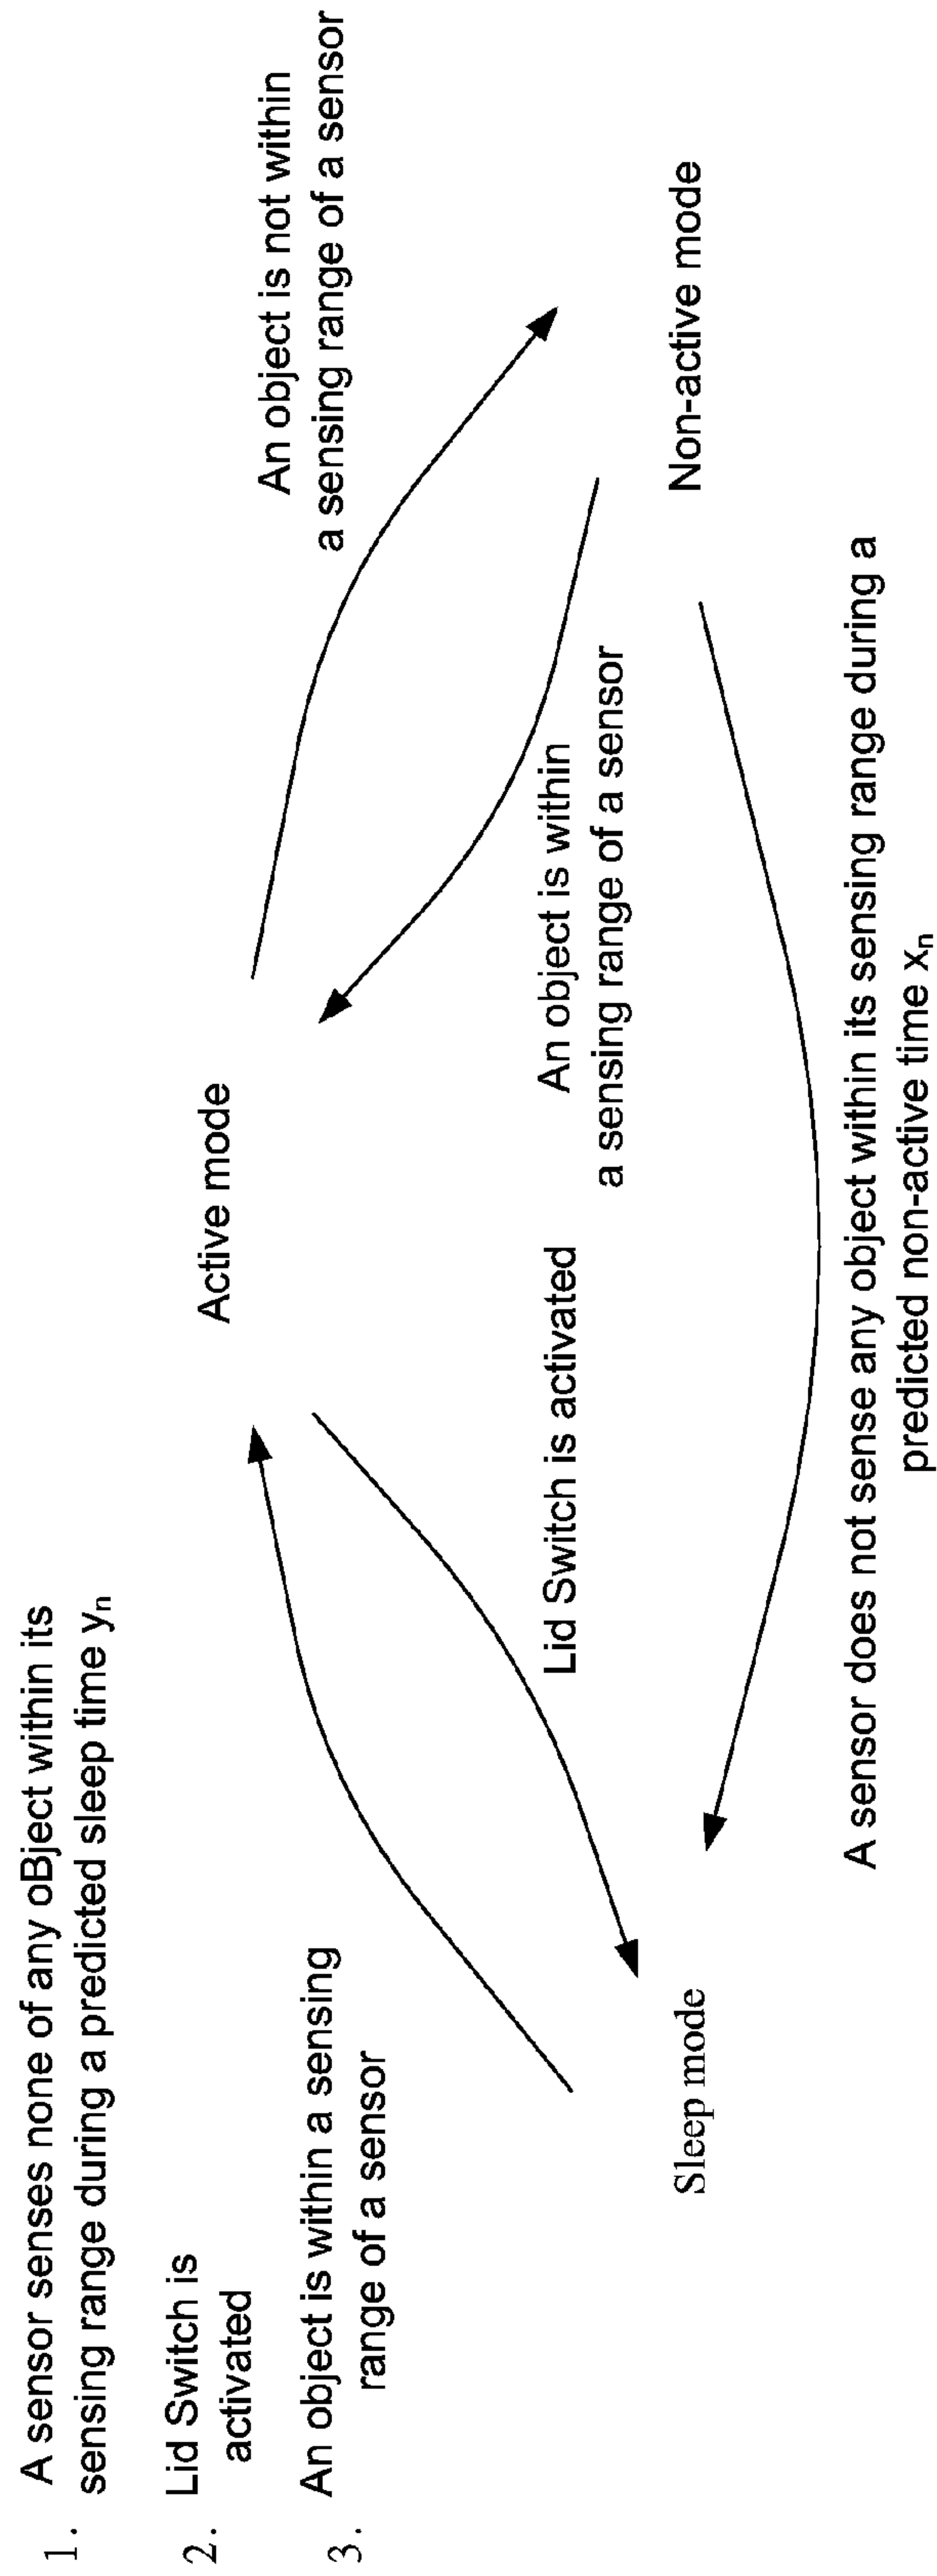 1. A sensor senses none of any oBject within its
sensing range during a predicted sleep time yn
2. Lid Switch is
activated
3. An object is within a sensing
range of a sensor
Active mode
An object is not within
a sensing range of a sensor
Lid Switch is activated
An object is within
a sensing range of a sensor
Sleep mode
Non-active mode
A sensor does not sense any object within its sensing range during a
predicted non-active time xn